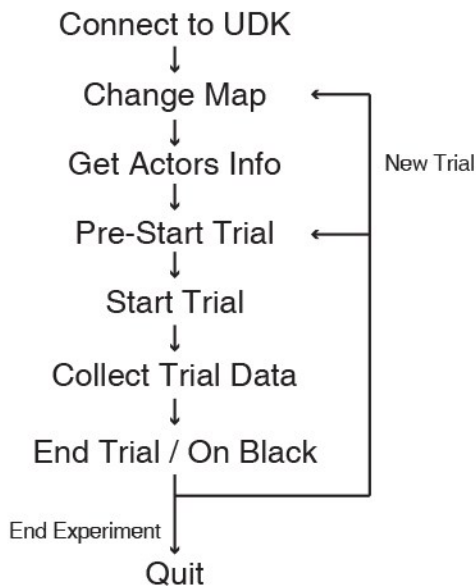 Connect to UDK
Change Map
Get Actors Info
New Trial
Pre-Start Trial
Start Trial
Collect Trial Data
End Trial / On Black
End Experiment
Quit